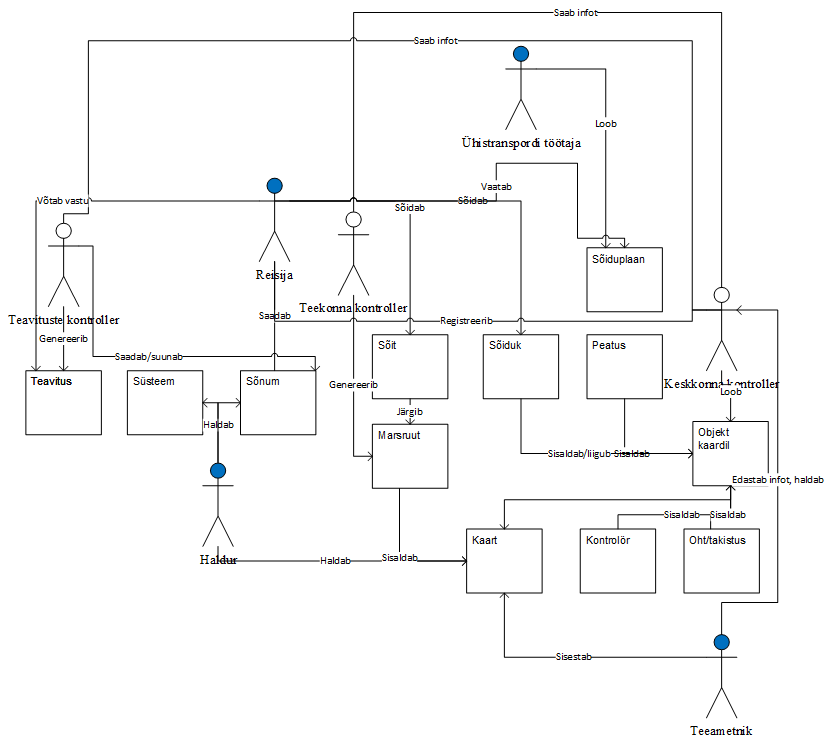 Saab infot
Saab infot
Ühistranspordi töötaja
Loob
Vaatab
Võtab vastu
Sõidab
Sõidab
Reisija
Sõiduplaan
Teekonna kontroller
Teavituste kontroller
Saadab
Registreerib
Genereerib
Sõit
Sõiduk
Peatus
Saadab/suunab
Teavitus
Süsteem
Sõnum
Genereerib
Keskkonna kontroller
Loob
Järgib
Haldab
Marsruut
Objekt
kaardil
Sisaldab/liigub
Sisaldab
Edastab infot, haldab
Sisaldab
Sisaldab
Kaart
Kontrolör
Oht/takistus
Haldur
Haldab
Sisaldab
Sisestab
Teeametnik